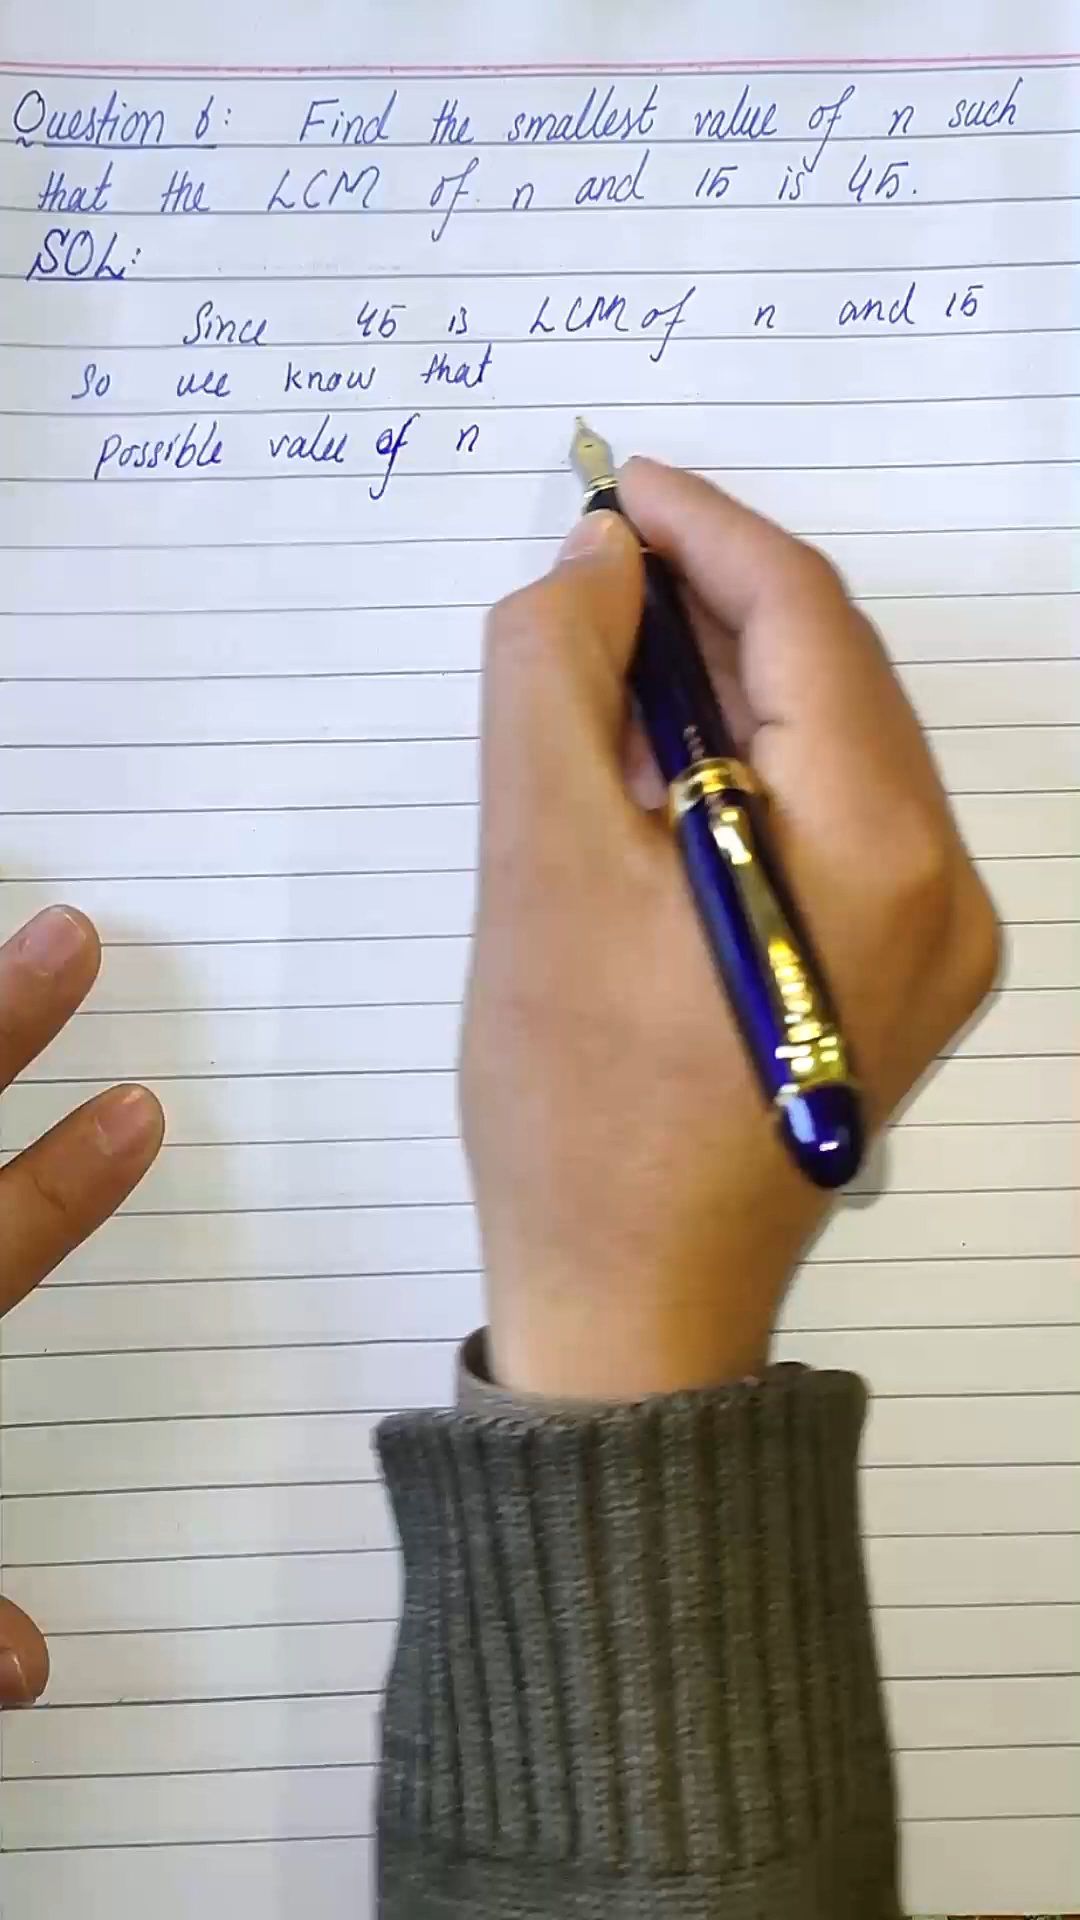 Question 6: Find the smallest value of n such
that the LCM of n and 15 is 45.
SOL:
Since 45 is LCM of n and 15
So we know that
possible value of n